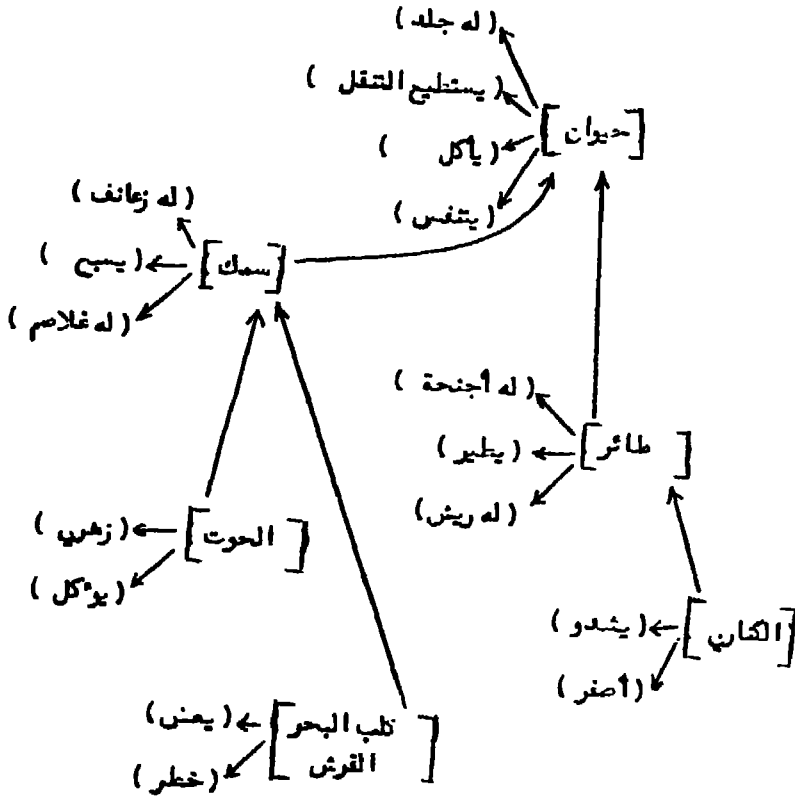 ( له جلد )
( يستطيع التنقل )
[ حيوان ]
( يأكل )
( يتنفس )
( له زعانف )
[ سمك ]
( يسبح )
( له غلاصم )
( له أجنحة )
[ طائر ]
( يطير )
( له ريش )
[ الحوت ]
( زهري )
( يؤكل )
[ الكناري ]
( يشدو )
( أصفر )
[ كلب البحر
القرش ]
( يعض )
( خطر )